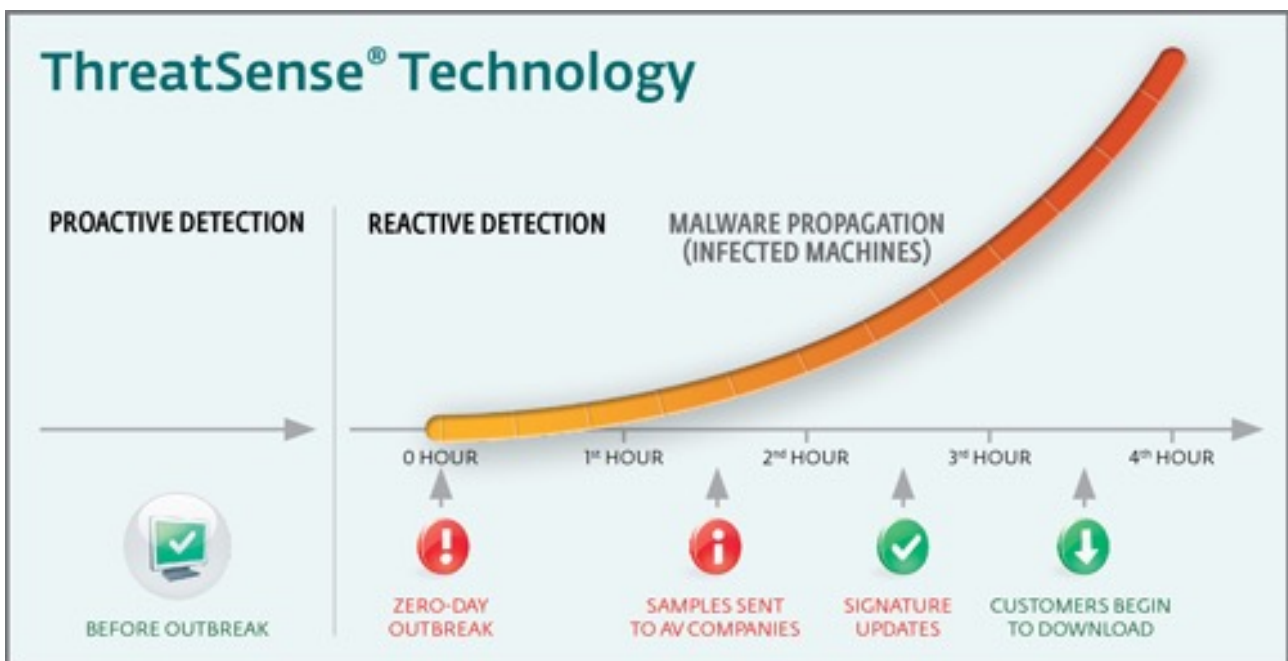 ThreatSense® Technology
PROACTIVE DETECTION
REACTIVE DETECTION
MALWARE PROPAGATION
(INFECTED MACHINES)
0 HOUR
1st HOUR
2nd HOUR
3rd HOUR
4th HOUR
BEFORE OUTBREAK
ZERO-DAY
OUTBREAK
SAMPLES SENT
TO AV COMPANIES
SIGNATURE
UPDATES
CUSTOMERS BEGIN
TO DOWNLOAD